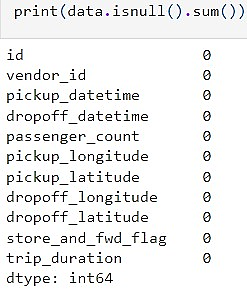 print(data.isnull().sum())
id 0
vendor_id 0
pickup_datetime 0
dropoff_datetime 0
passenger_count 0
pickup_longitude 0
pickup_latitude 0
dropoff_longitude 0
dropoff_latitude 0
store_and_fwd_flag 0
trip_duration 0
dtype: int64